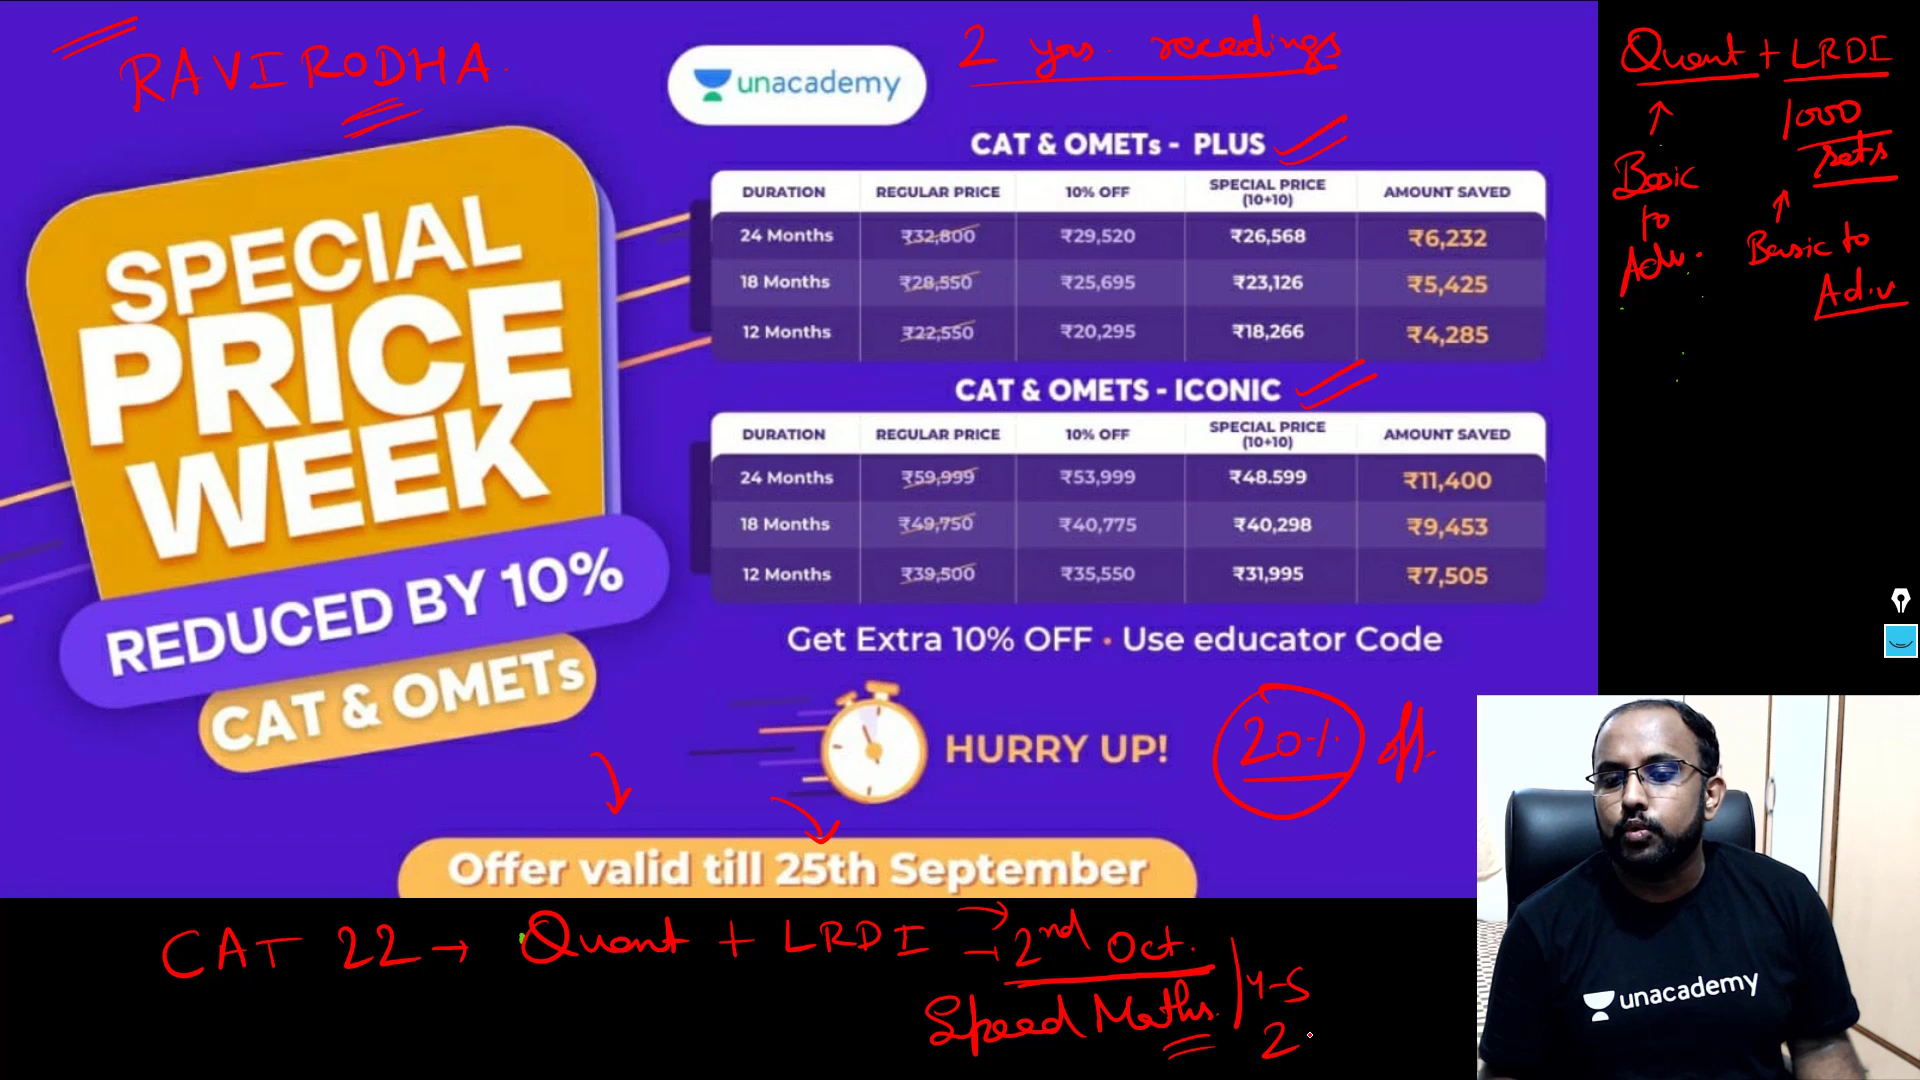 RAVIRODHA.
2 yrs. recordings
unacademy
SPECIAL
PRICE
WEEK
REDUCED BY 10%
CAT & OMETs
CAT & OMETs - PLUS
DURATION REGULAR PRICE 10% OFF SPECIAL PRICE (10+10) AMOUNT SAVED
24 Months ₹32,800 ₹29,520 ₹26,568 ₹6,232
18 Months ₹28,550 ₹25,695 ₹23,126 ₹5,425
12 Months ₹22,550 ₹20,295 ₹18,266 ₹4,285
CAT & OMETS - ICONIC
DURATION REGULAR PRICE 10% OFF SPECIAL PRICE (10+10) AMOUNT SAVED
24 Months ₹59,999 ₹53,999 ₹48.599 ₹11,400
18 Months ₹49,750 ₹40,775 ₹40,298 ₹9,453
12 Months ₹39,500 ₹35,550 ₹31,995 ₹7,505
Get Extra 10% OFF • Use educator Code
HURRY UP!
20% off.
Offer valid till 25th September
CAT 22 → Quant + LRDI → 2nd Oct.
Speed Maths.
4-5
2
Quant + LRDI
Basic
to
Adv.
1000
sets
Basic to
Adv
unacademy